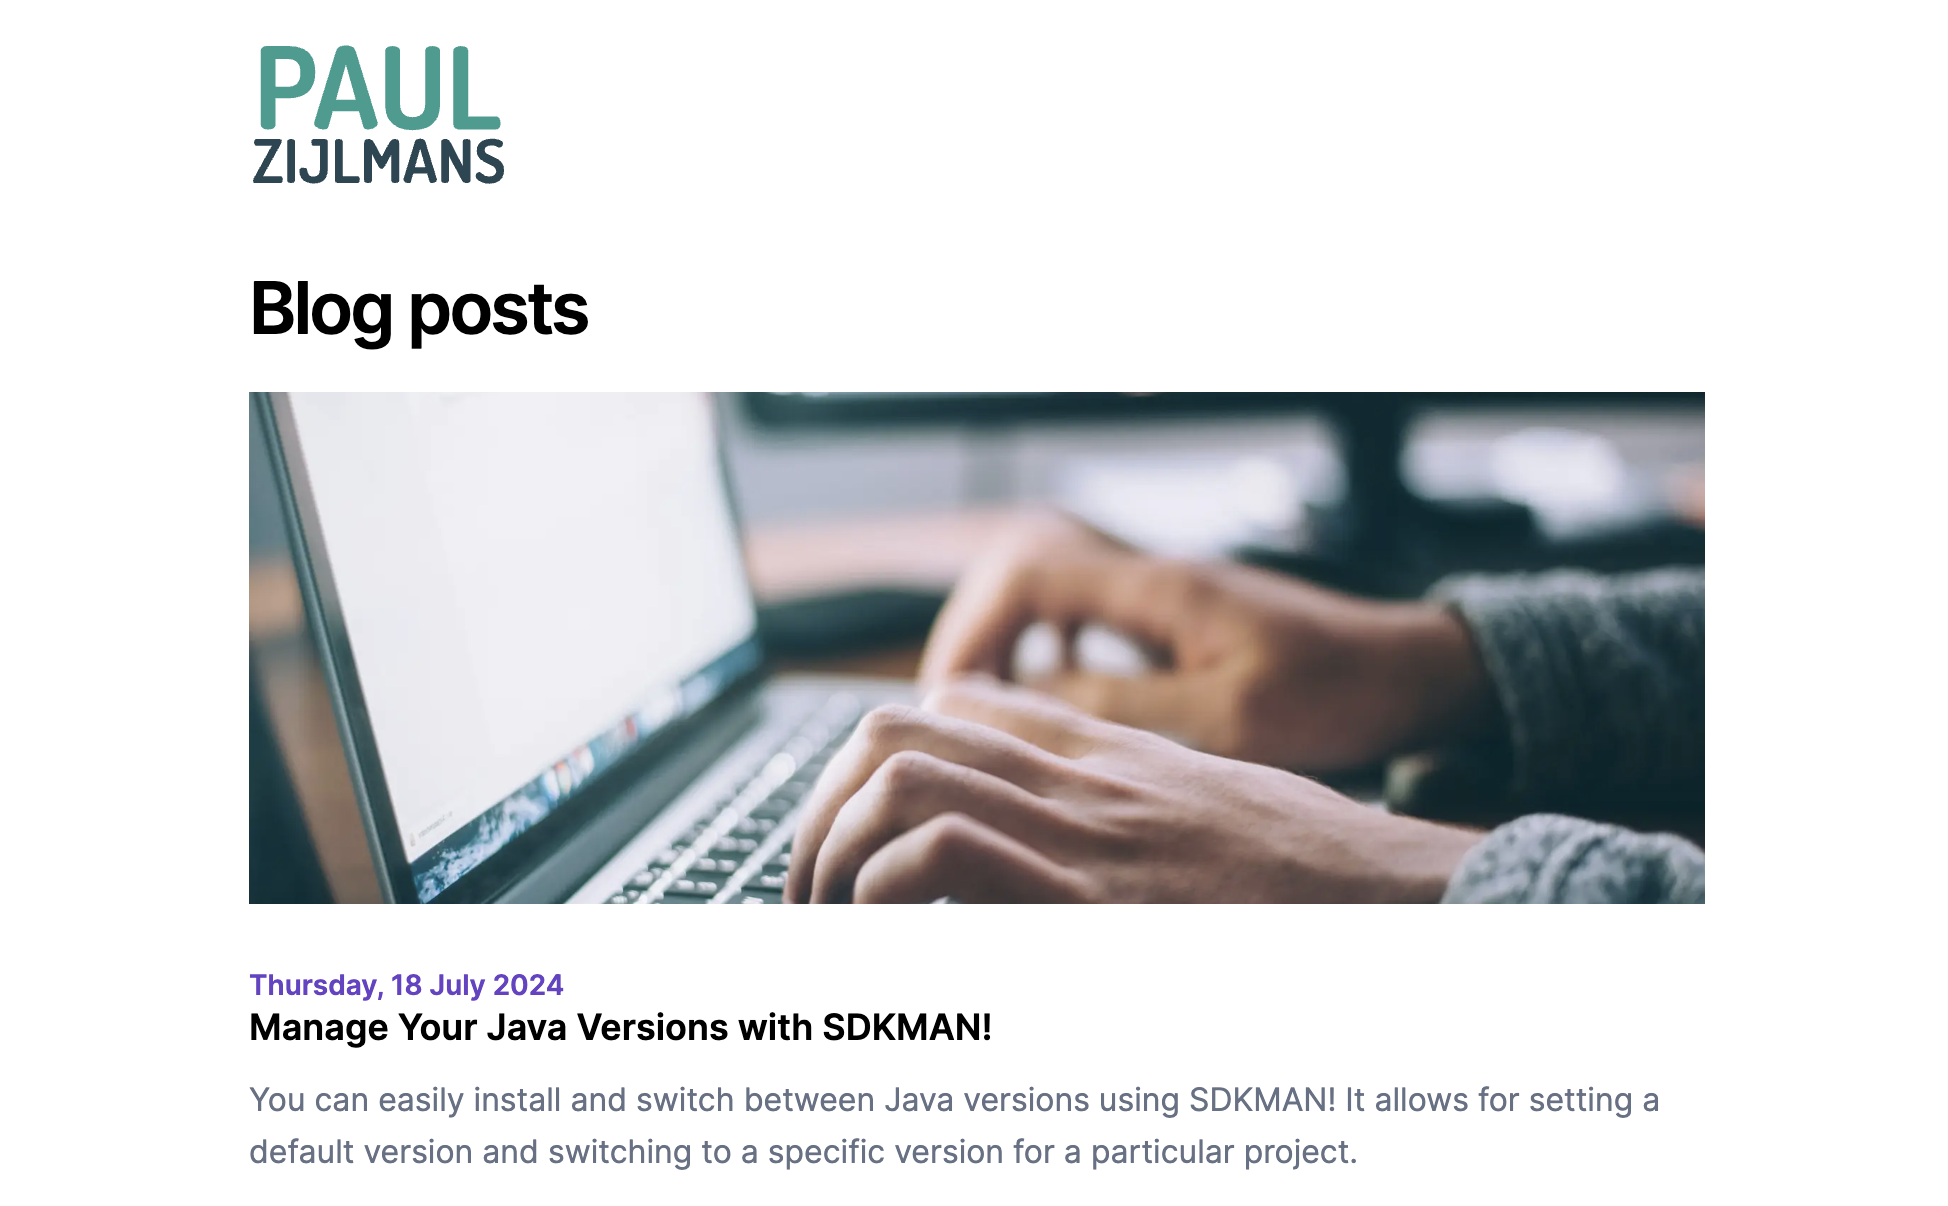 PAUL
ZIJLMANS
Blog posts
Thursday, 18 July 2024
Manage Your Java Versions with SDKMAN!
You can easily install and switch between Java versions using SDKMAN! It allows for setting a
default version and switching to a specific version for a particular project.